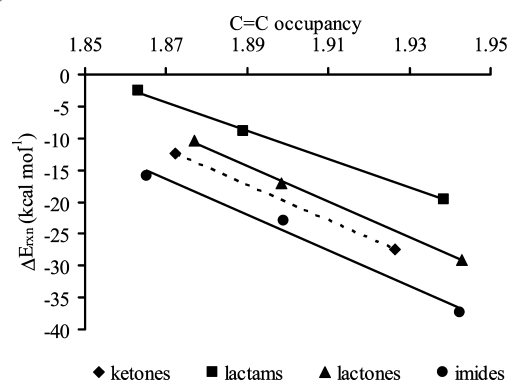 C=C occupancy
1.85 1.87 1.89 1.91 1.93 1.95
0
-5
-10
-15
-20
-25
-30
-35
-40
ΔErxn (kcal mol-1)
ketones lactams lactones imides